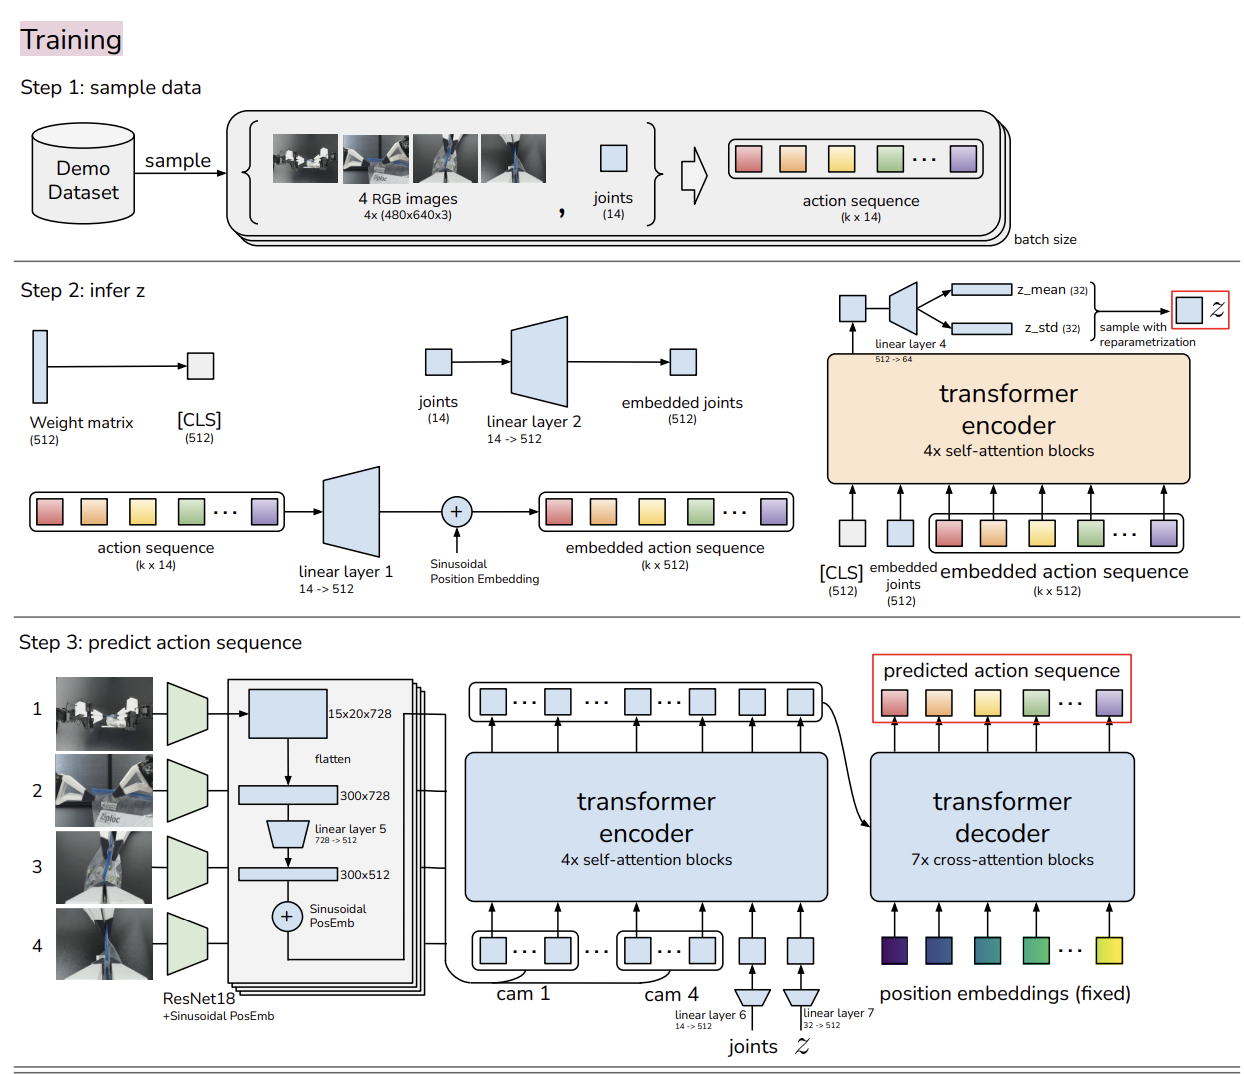 Training
Step 1: sample data
Demo
Dataset
sample
4 RGB images
4x (480x640x3)
,
joints
(14)
action sequence
(k x 14)
batch size
Step 2: infer z
Weight matrix
(512)
[CLS]
(512)
joints
(14)
linear layer 2
14 -> 512
embedded joints
(512)
action sequence
(k x 14)
linear layer 1
14 -> 512
+
Sinusoidal
Position Embedding
embedded action sequence
(k x 512)
linear layer 4
512 -> 64
z_mean (32)
z_std (32)
sample with
reparametrization
z
transformer
encoder
4x self-attention blocks
[CLS]
(512)
embedded
joints
(512)
embedded action sequence
(k x 512)
Step 3: predict action sequence
1
2
3
4
ResNet18
+Sinusoidal PosEmb
15x20x728
flatten
300x728
linear layer 5
728 -> 512
300x512
+
Sinusoidal
PosEmb
transformer
encoder
4x self-attention blocks
cam 1
cam 4
linear layer 6
14 -> 512
joints
linear layer 7
32 -> 512
z
predicted action sequence
transformer
decoder
7x cross-attention blocks
position embeddings (fixed)